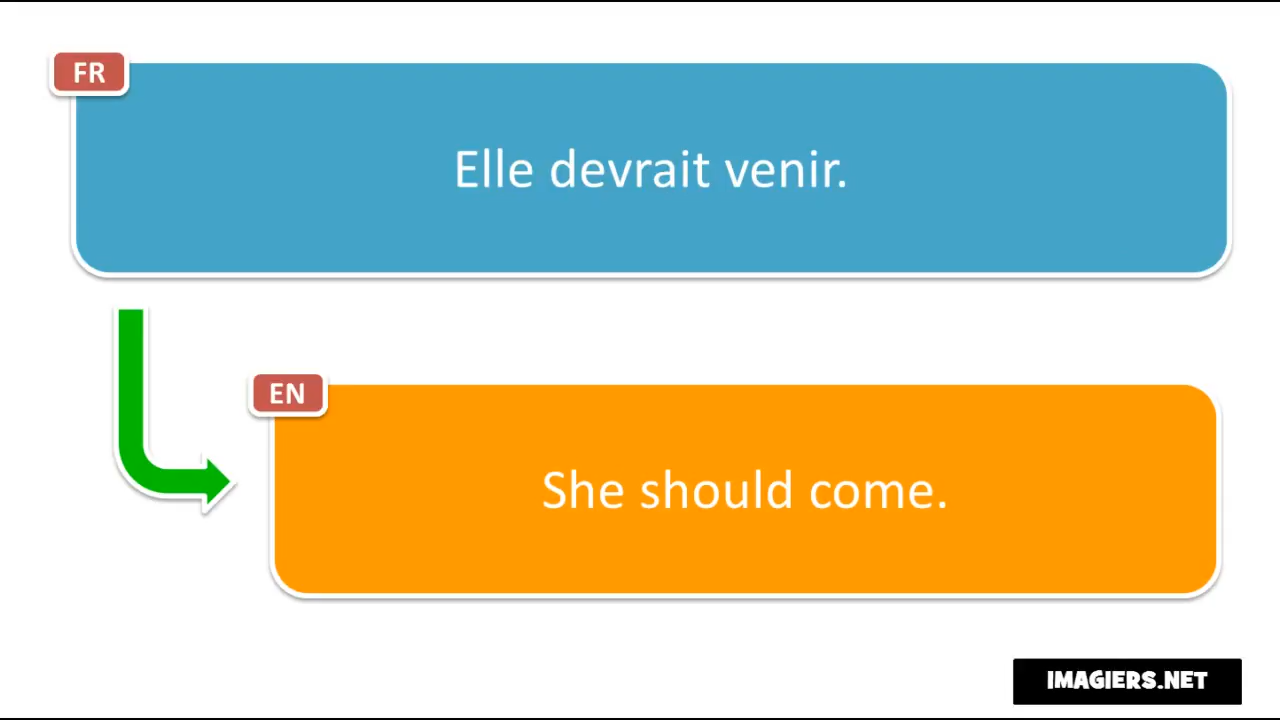 FR
Elle devrait venir.
EN
She should come.
IMAGIERS.NET